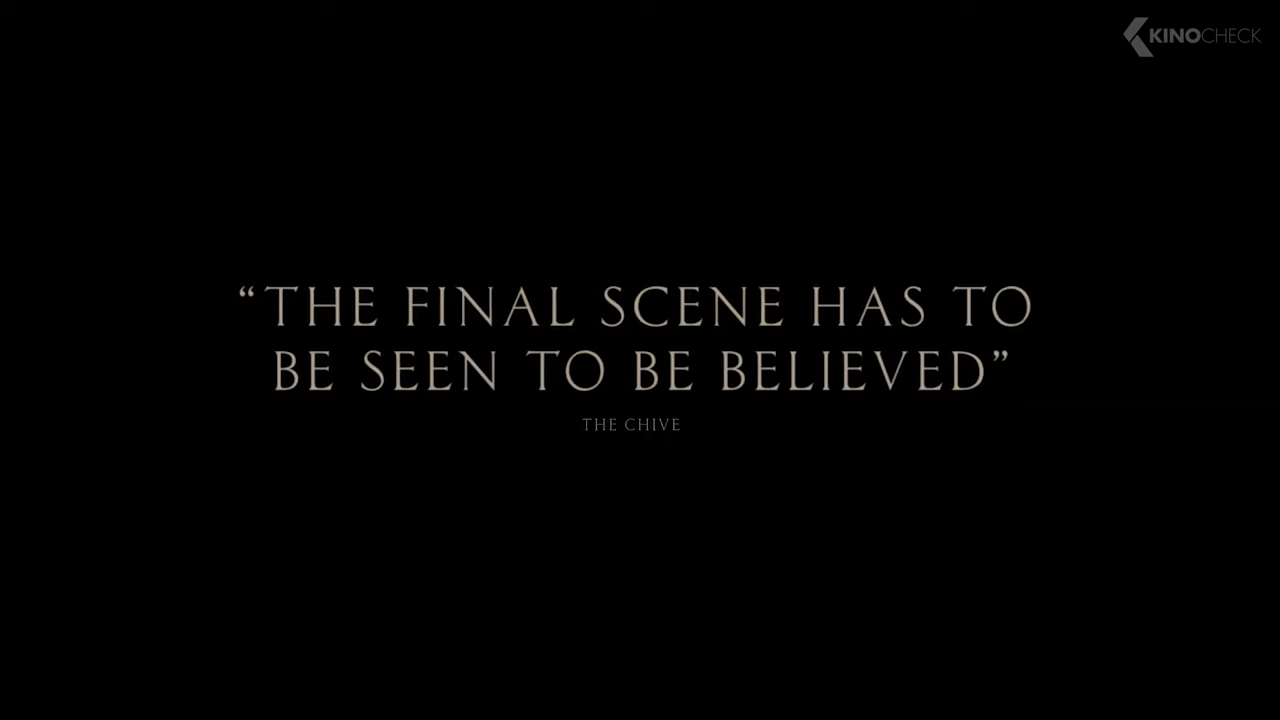 KINOCHECK
“THE FINAL SCENE HAS TO
BE SEEN TO BE BELIEVED”
THE CHIVE